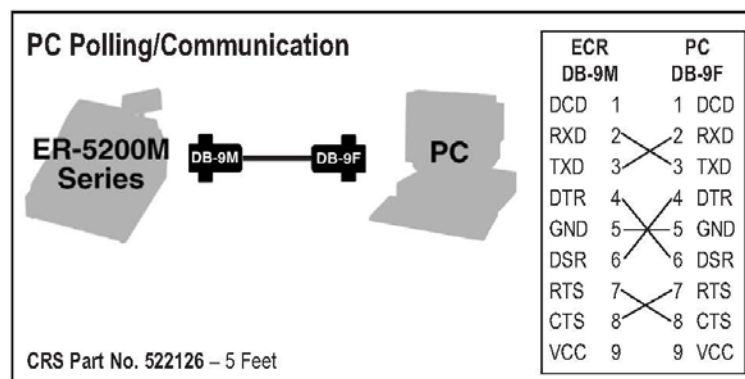 PC Polling/Communication
ER-5200M
Series
DB-9M
DB-9F
PC
CRS Part No. 522126 – 5 Feet
ECR PC
DB-9M DB-9F
DCD 1 1 DCD
RXD 2 2 RXD
TXD 3 3 TXD
DTR 4 4 DTR
GND 5 5 GND
DSR 6 6 DSR
RTS 7 7 RTS
CTS 8 8 CTS
VCC 9 9 VCC